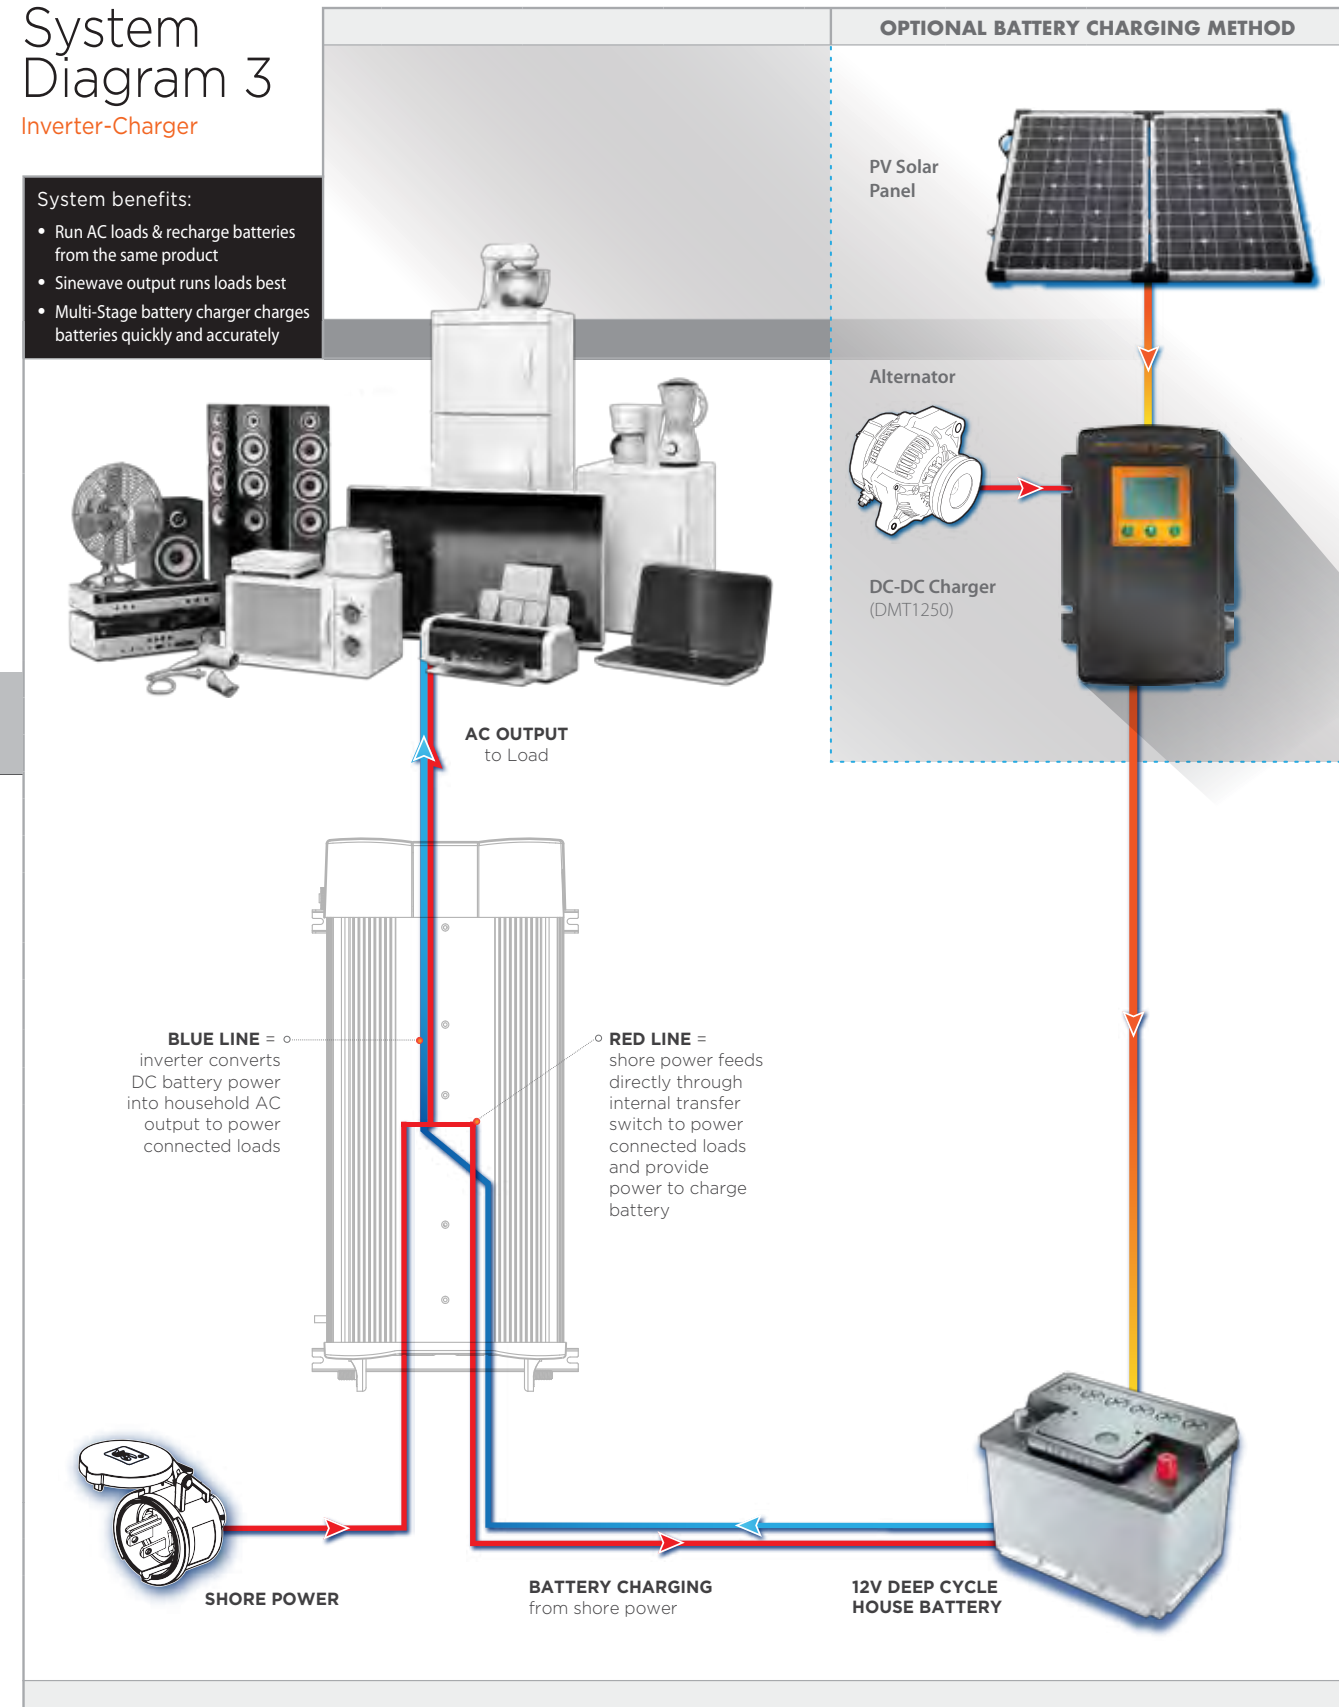 System
Diagram 3
Inverter-Charger
System benefits:
• Run AC loads & recharge batteries
from the same product
• Sinewave output runs loads best
• Multi-Stage battery charger charges
batteries quickly and accurately
OPTIONAL BATTERY CHARGING METHOD
PV Solar
Panel
Alternator
DC-DC Charger
(DMT1250)
AC OUTPUT
to Load
BLUE LINE =
inverter converts
DC battery power
into household AC
output to power
connected loads
RED LINE =
shore power feeds
directly through
internal transfer
switch to power
connected loads
and provide
power to charge
battery
SHORE POWER
BATTERY CHARGING
from shore power
12V DEEP CYCLE
HOUSE BATTERY